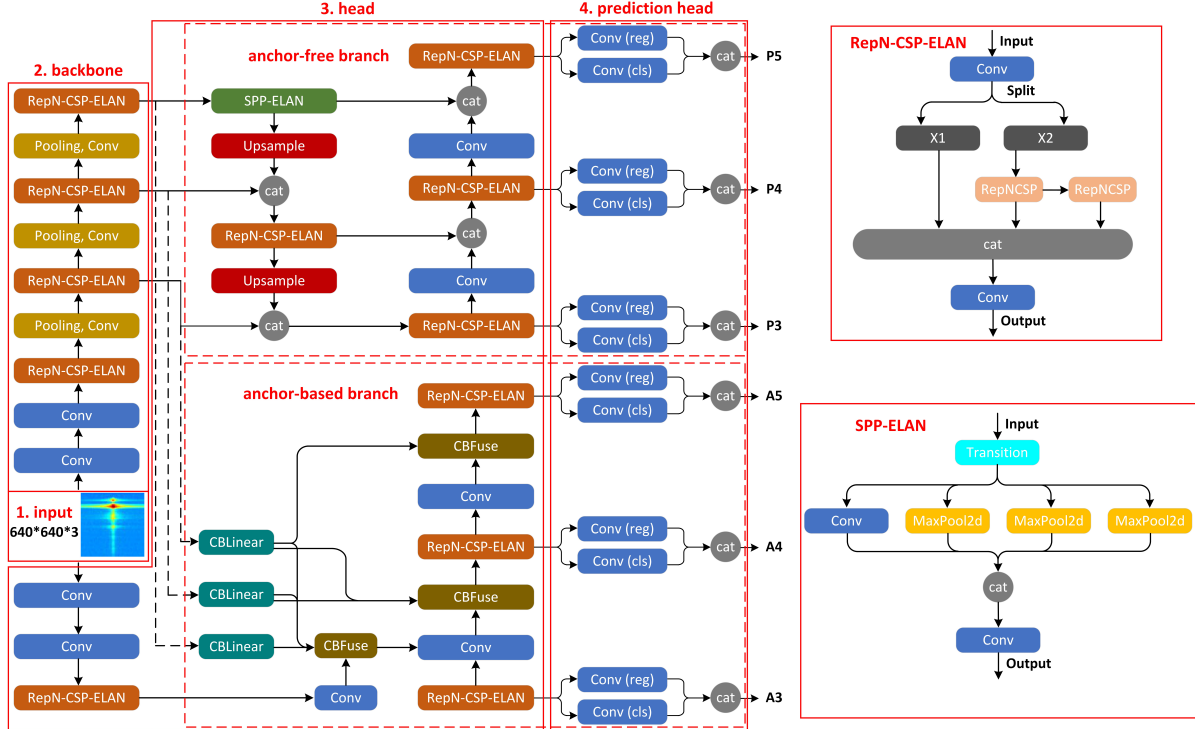 2. backbone
RepN-CSP-ELAN
Pooling, Conv
RepN-CSP-ELAN
Pooling, Conv
RepN-CSP-ELAN
Pooling, Conv
RepN-CSP-ELAN
Conv
Conv
1. input
640*640*3
Conv
Conv
RepN-CSP-ELAN
3. head
anchor-free branch
SPP-ELAN
Upsample
cat
RepN-CSP-ELAN
Upsample
cat
RepN-CSP-ELAN
cat
Conv
RepN-CSP-ELAN
cat
Conv
RepN-CSP-ELAN
anchor-based branch
CBLinear
CBLinear
CBLinear
CBFuse
Conv
RepN-CSP-ELAN
CBFuse
Conv
RepN-CSP-ELAN
CBFuse
Conv
RepN-CSP-ELAN
4. prediction head
Conv (reg)
Conv (cls)
cat
P5
Conv (reg)
Conv (cls)
cat
P4
Conv (reg)
Conv (cls)
cat
P3
Conv (reg)
Conv (cls)
cat
A5
Conv (reg)
Conv (cls)
cat
A4
Conv (reg)
Conv (cls)
cat
A3
RepN-CSP-ELAN
Input
Conv
Split
X1
X2
RepNCSP
RepNCSP
cat
Conv
Output
SPP-ELAN
Input
Transition
Conv
MaxPool2d
MaxPool2d
MaxPool2d
cat
Conv
Output